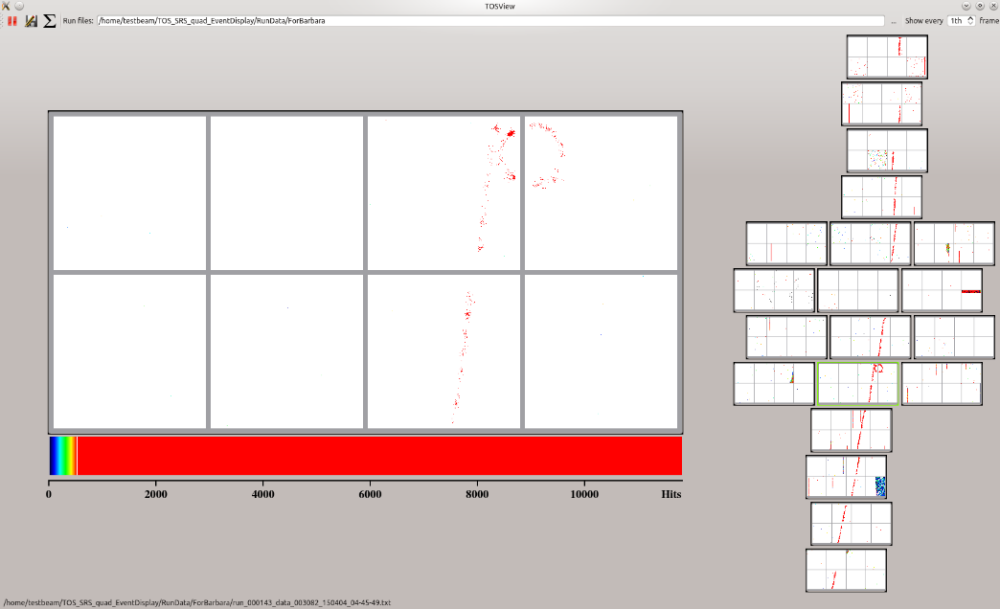 TOSView
Run files: /home/testbeam/TOS_SRS_quad_EventDisplay/RunData/ForBarbara ... Show every 1th frame
0 2000 4000 6000 8000 10000 Hits
/home/testbeam/TOS_SRS_quad_EventDisplay/RunData/ForBarbara/run_000143_data_003082_150404_04-45-49.txt